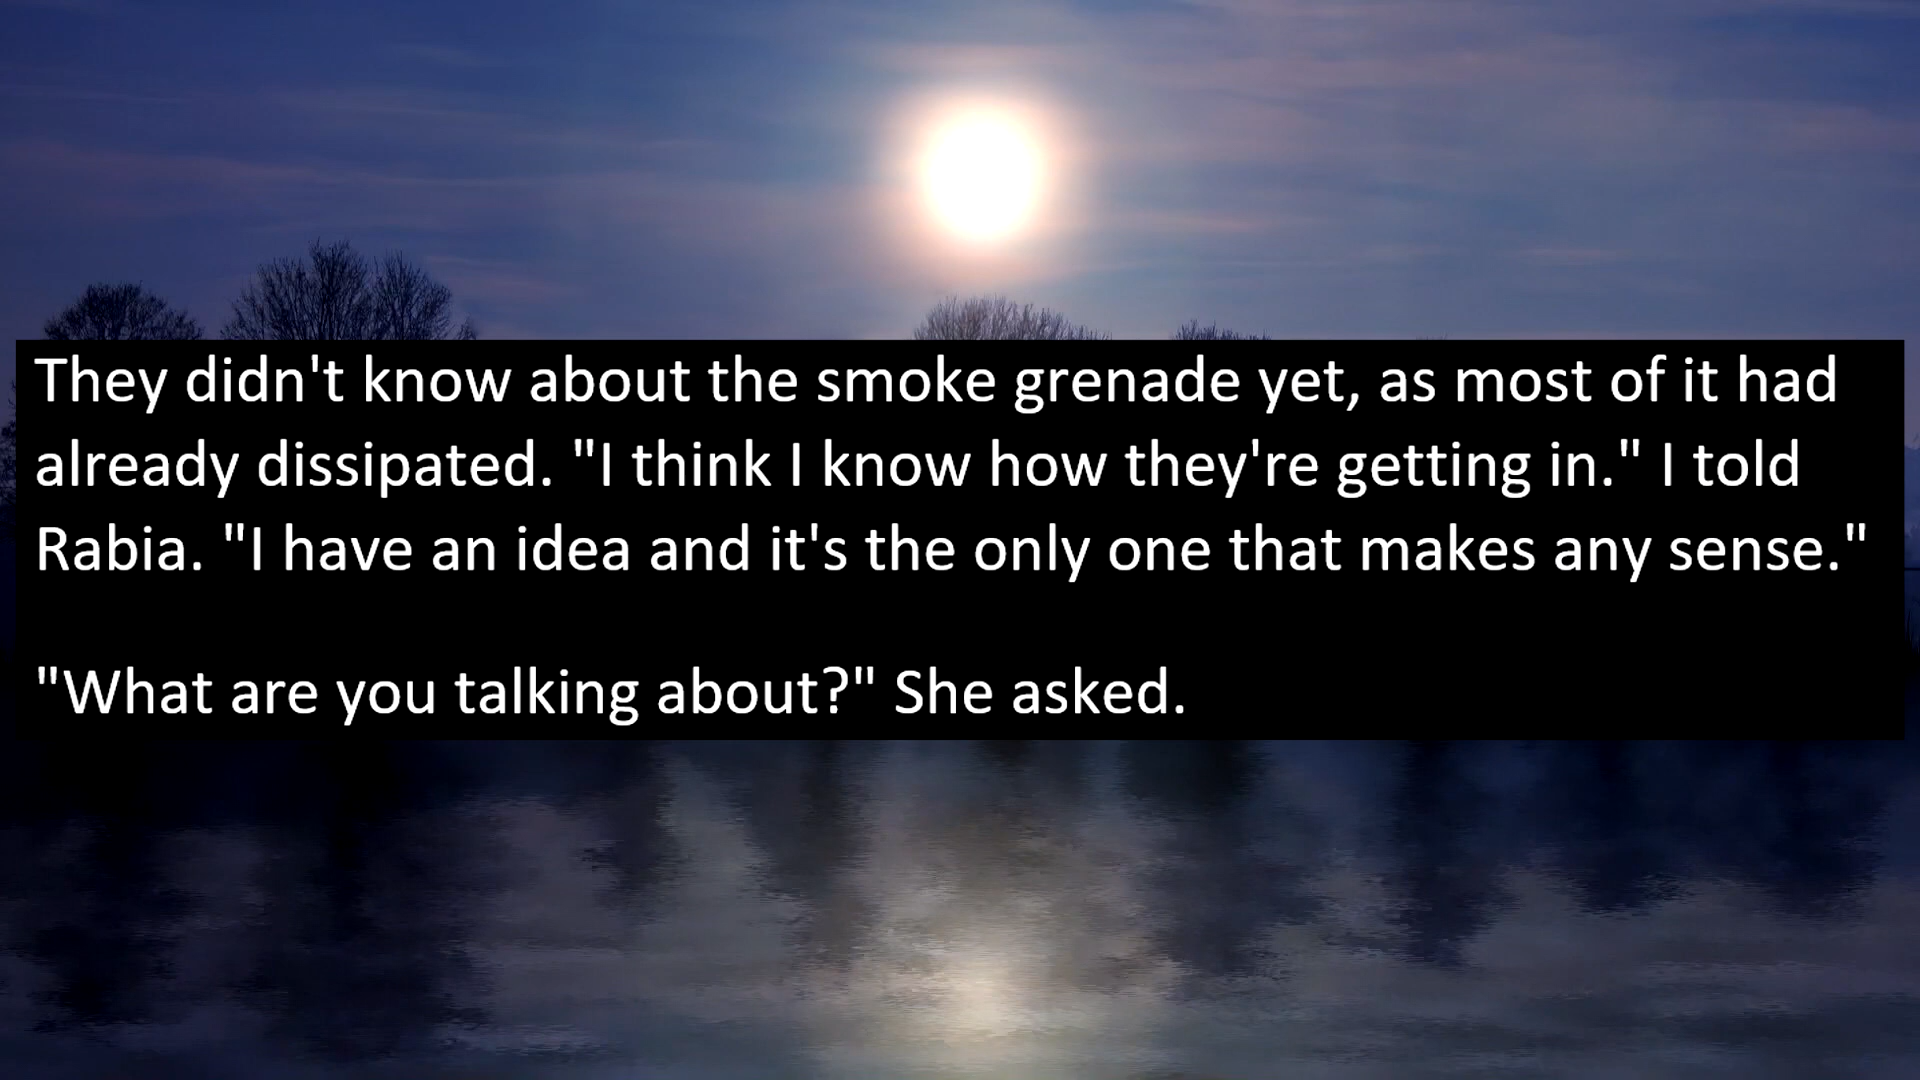 They didn't know about the smoke grenade yet, as most of it had
already dissipated. "I think I know how they're getting in." I told
Rabia. "I have an idea and it's the only one that makes any sense."
"What are you talking about?" She asked.